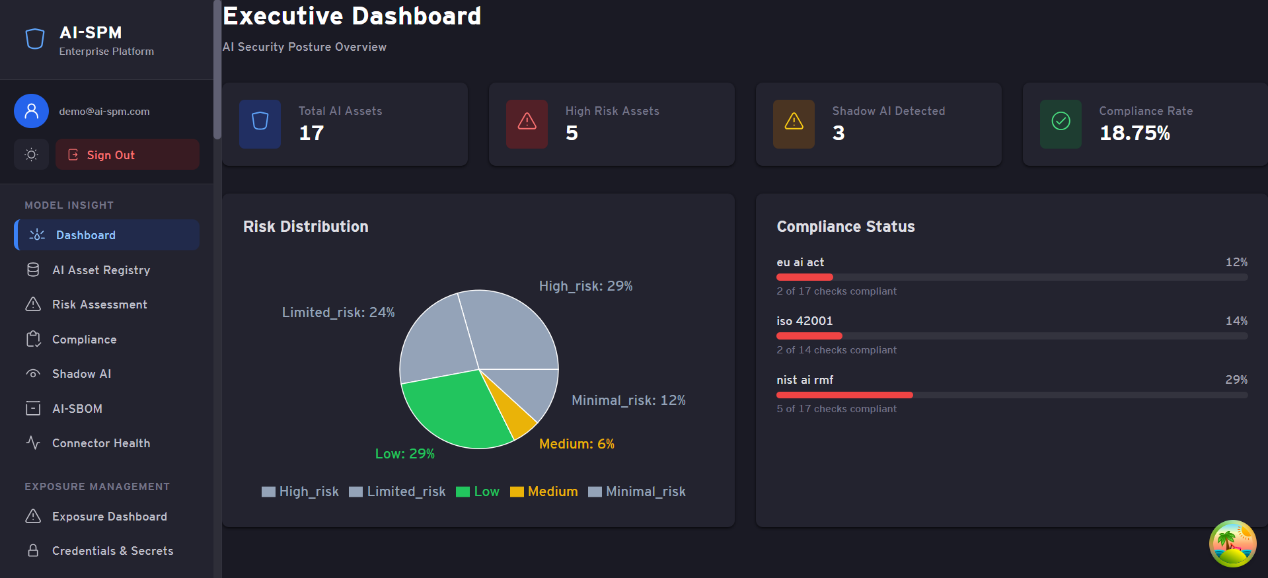 AI-SPM
Enterprise Platform
demo@ai-spm.com
Sign Out
MODEL INSIGHT
Dashboard
AI Asset Registry
Risk Assessment
Compliance
Shadow AI
AI-SBOM
Connector Health
EXPOSURE MANAGEMENT
Exposure Dashboard
Credentials & Secrets
Executive Dashboard
AI Security Posture Overview
Total AI Assets
17
High Risk Assets
5
Shadow AI Detected
3
Compliance Rate
18.75%
Risk Distribution
High_risk: 29%
Limited_risk: 24%
Minimal_risk: 12%
Medium: 6%
Low: 29%
High_risk Limited_risk Low Medium Minimal_risk
Compliance Status
eu ai act 12%
2 of 17 checks compliant
iso 42001 14%
2 of 14 checks compliant
nist ai rmf 29%
5 of 17 checks compliant